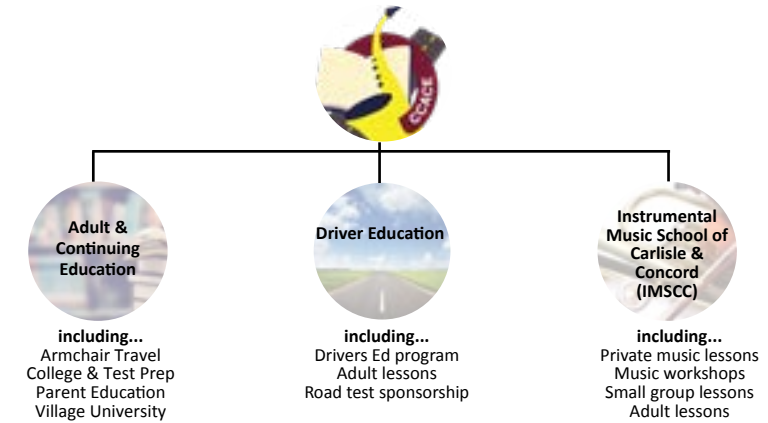 CCACE
Adult &
Continuing
Education
including...
Armchair Travel
College & Test Prep
Parent Education
Village University
Driver Education
including...
Drivers Ed program
Adult lessons
Road test sponsorship
Instrumental
Music School of
Carlisle &
Concord
(IMSCC)
including...
Private music lessons
Music workshops
Small group lessons
Adult lessons